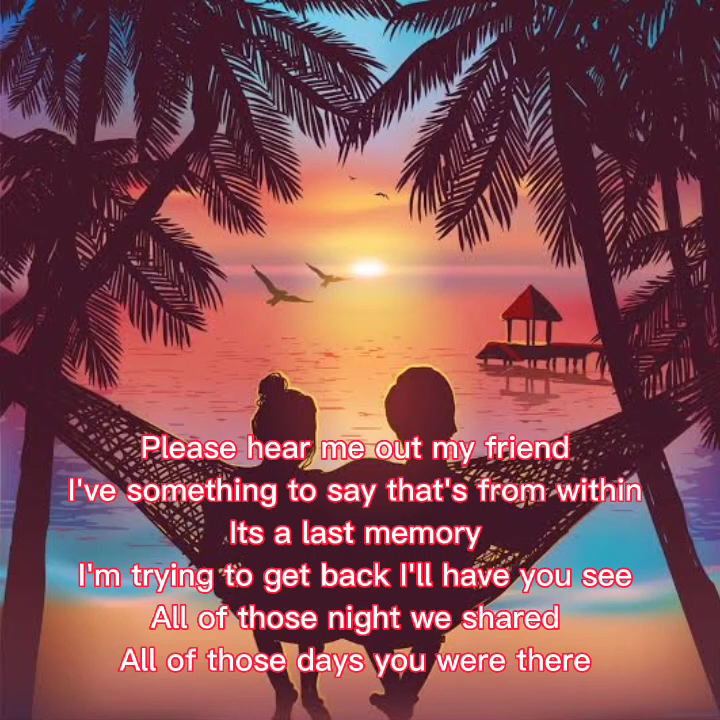 Please hear me out my friend
I've something to say that's from within
Its a last memory
I'm trying to get back I'll have you see
All of those night we shared
All of those days you were there